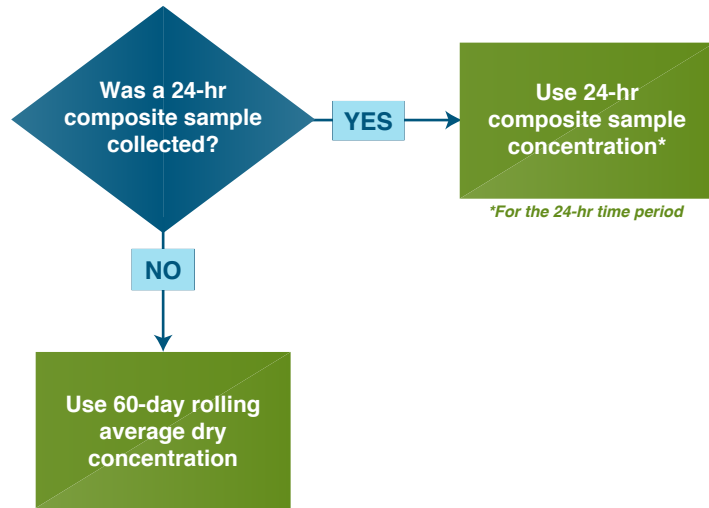 Was a 24-hr
composite sample
collected?
YES
Use 24-hr
composite sample
concentration*
*For the 24-hr time period
NO
Use 60-day rolling
average dry
concentration